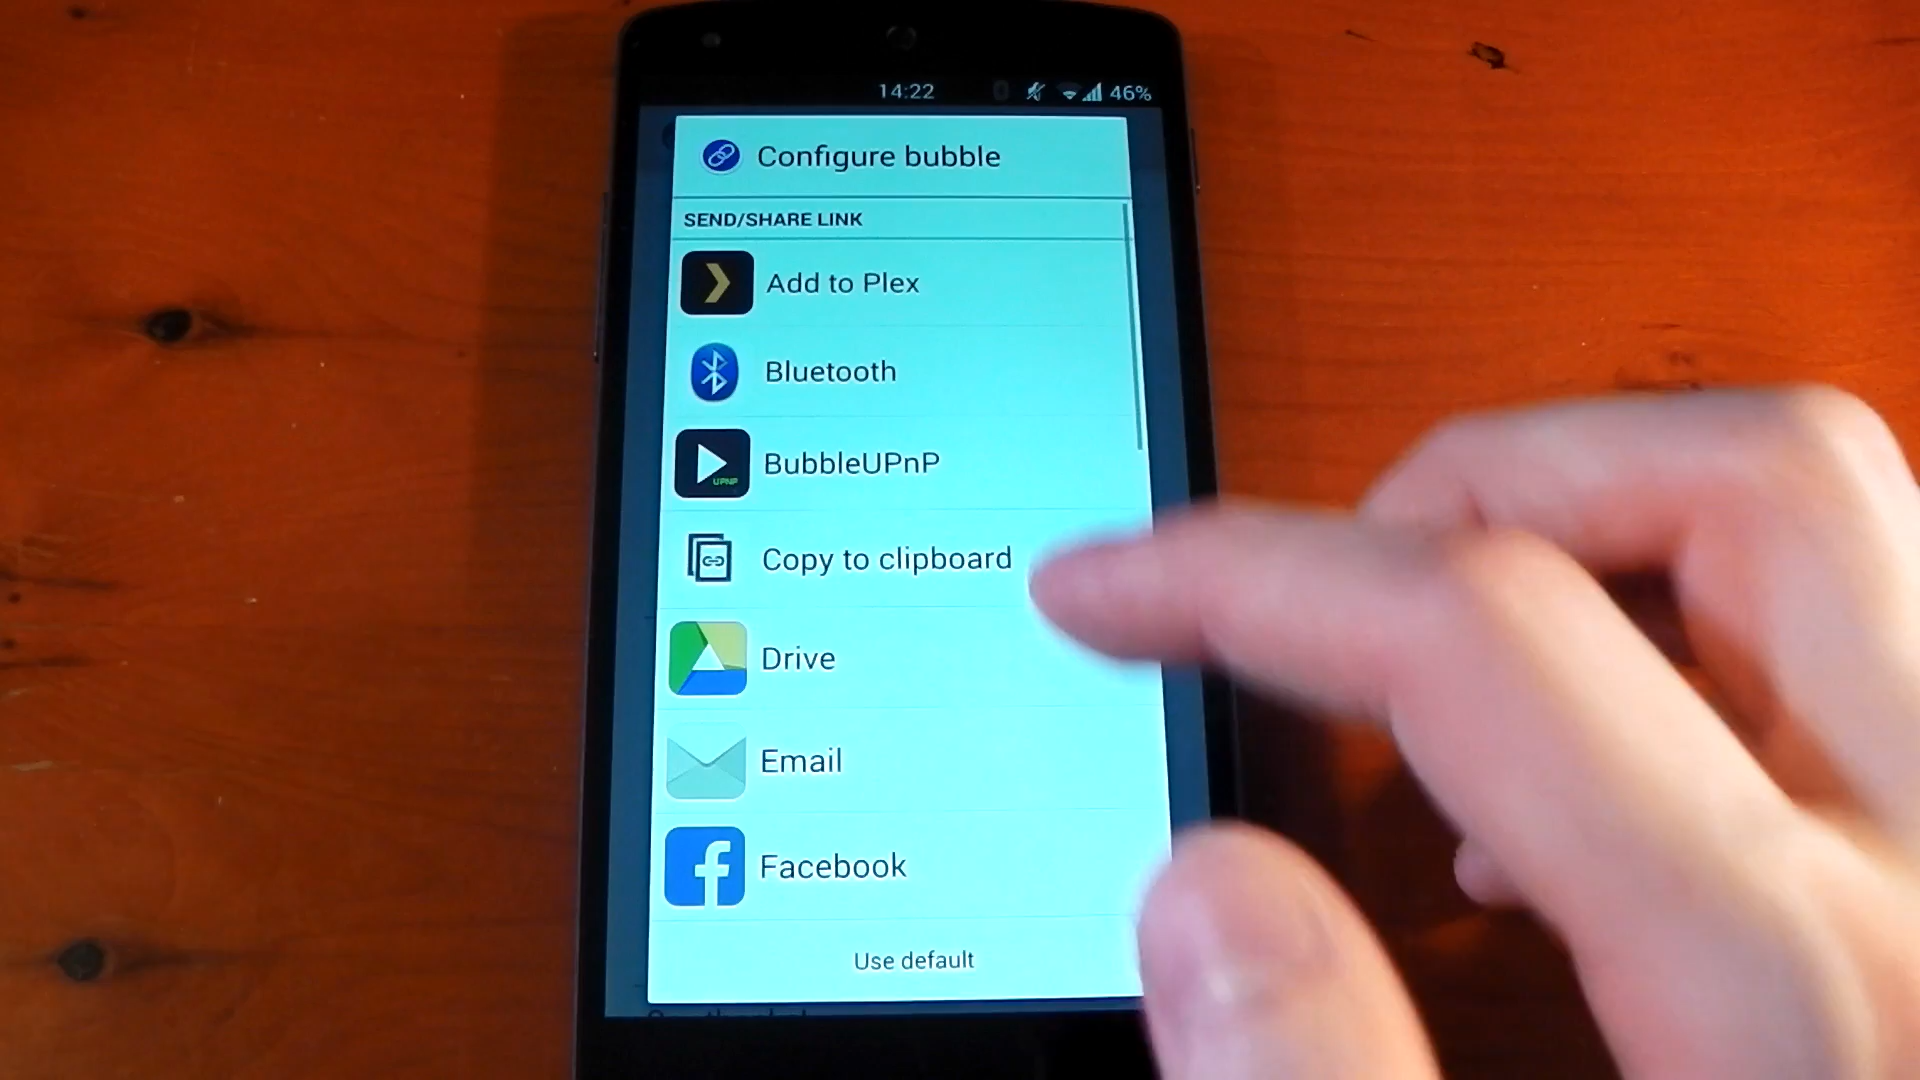 14:22 46%
Configure bubble
SEND/SHARE LINK
Add to Plex
Bluetooth
UPNP
BubbleUPnP
Copy to clipboard
Drive
Email
f
Facebook
Use default